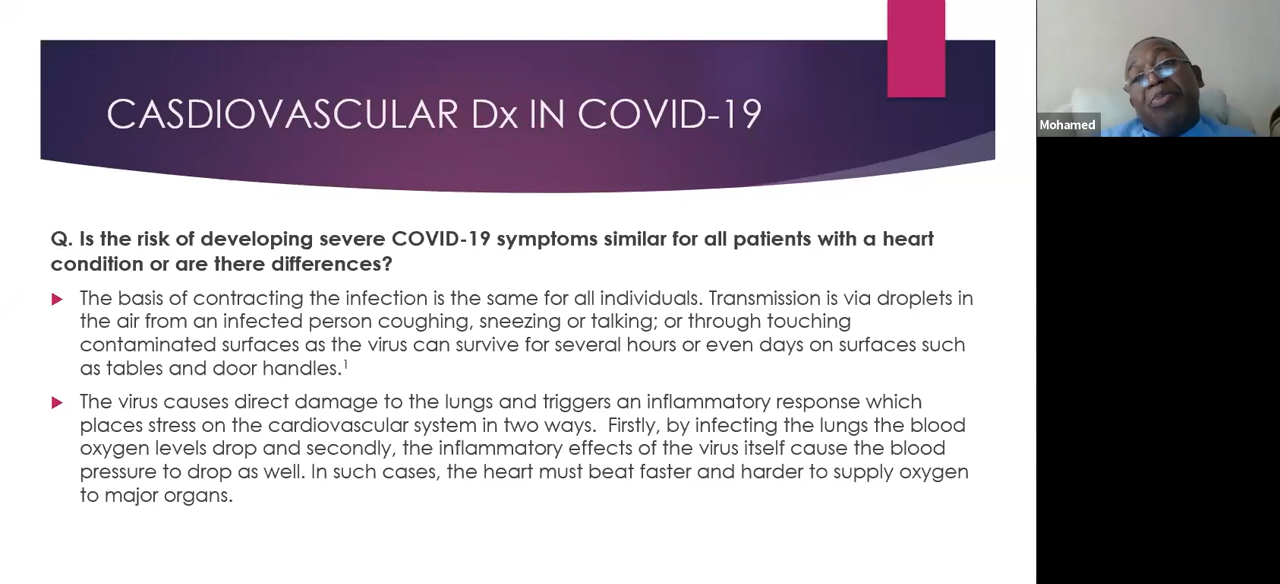 CASDIOVASCULAR Dx IN COVID-19
Mohamed
Q. Is the risk of developing severe COVID-19 symptoms similar for all patients with a heart
condition or are there differences?
The basis of contracting the infection is the same for all individuals. Transmission is via droplets in
the air from an infected person coughing, sneezing or talking; or through touching
contaminated surfaces as the virus can survive for several hours or even days on surfaces such
as tables and door handles.¹
The virus causes direct damage to the lungs and triggers an inflammatory response which
places stress on the cardiovascular system in two ways.  Firstly, by infecting the lungs the blood
oxygen levels drop and secondly, the inflammatory effects of the virus itself cause the blood
pressure to drop as well. In such cases, the heart must beat faster and harder to supply oxygen
to major organs.